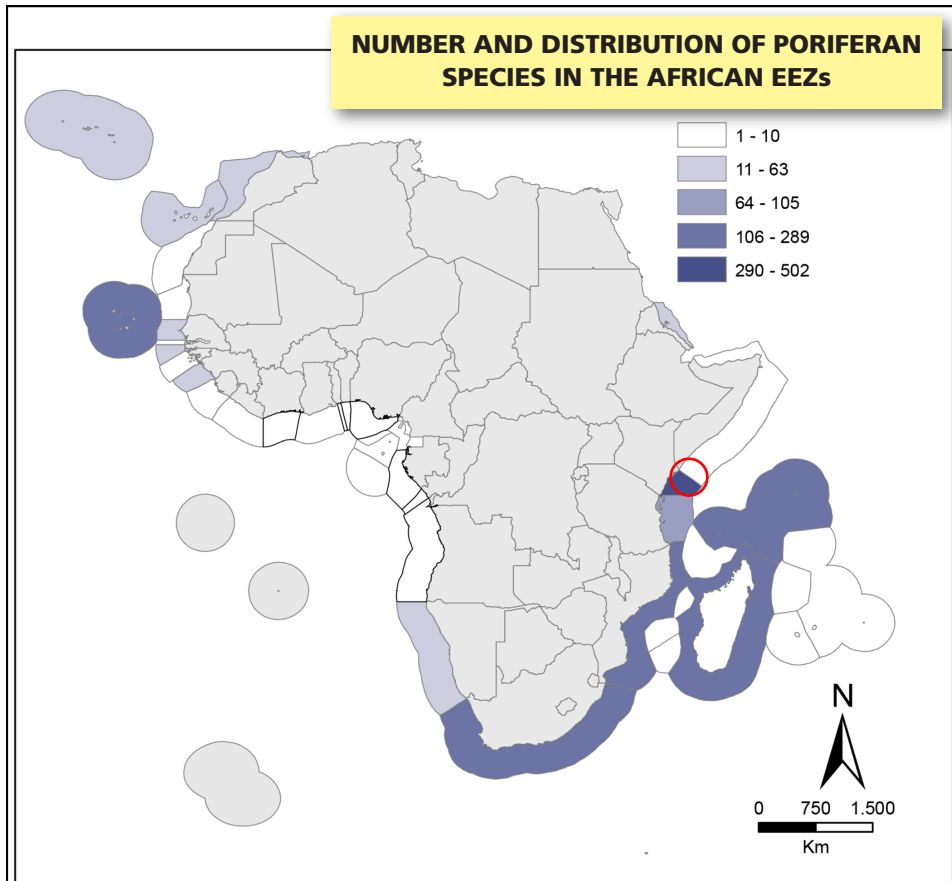 NUMBER AND DISTRIBUTION OF PORIFERAN
SPECIES IN THE AFRICAN EEZs
1 - 10
11 - 63
64 - 105
106 - 289
290 - 502
N
0 750 1.500
Km